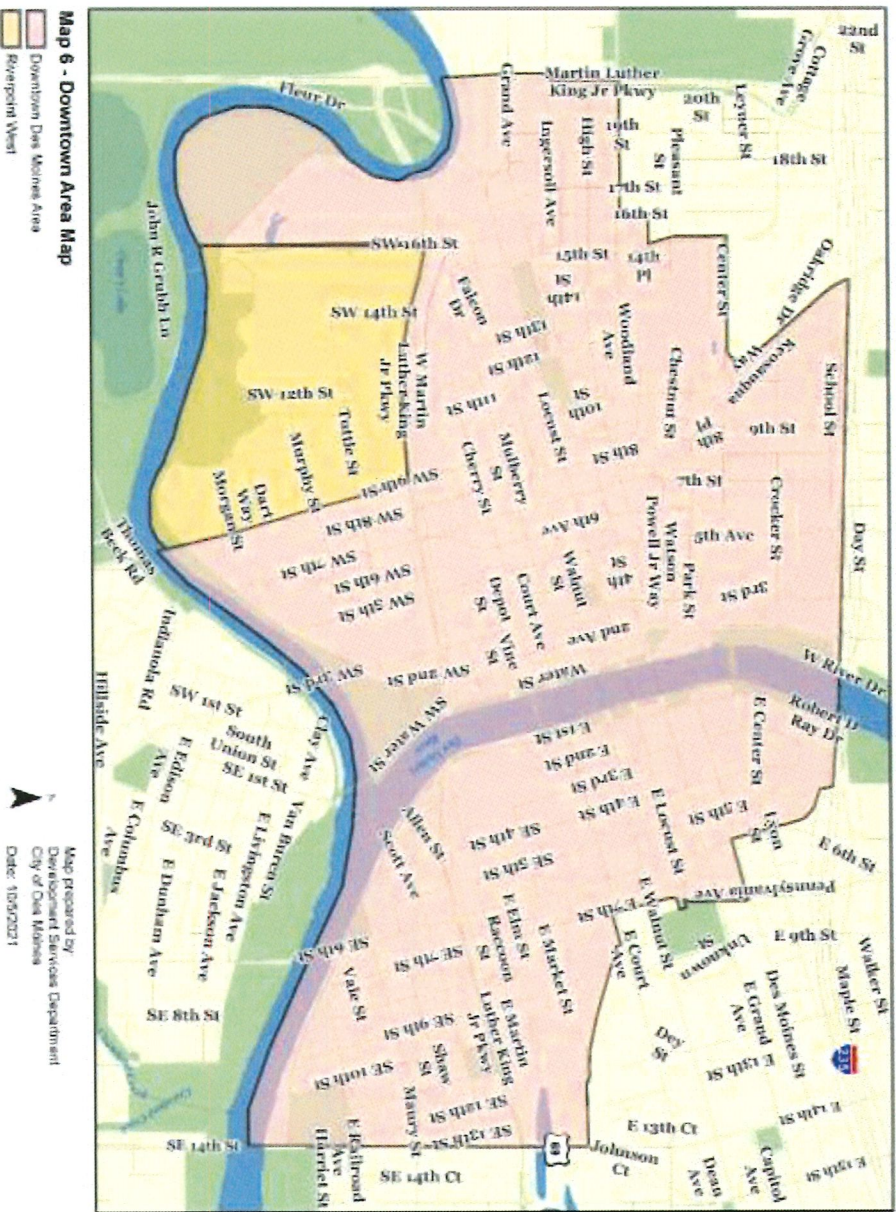 22nd
St
Cottage
Grove Ave
Leyner St
20th
St
18th St
Pleasant
St
19th
St
17th St
16th St
Martin Luther
King Jr Pkwy
High St
Ingersoll Ave
Grand Ave
Fleur Dr
Oakridge Dr
Center St
Keosauqua
Way
School St
15th St
14th
Pl
14th
St
13th St
12th St
11th St
10th
St
Woodland
Ave
Chestnut St
9th St
8th
Pl
8th St
7th St
Locust St
Falcon
Dr
SW 16th St
SW 14th St
W Martin
Luther King
Jr Pkwy
SW 12th St
Tuttle St
Murphy St
Dart
Way
Morgan St
John R Grubb Ln
Mulberry
St
Cherry St
SW 9th St
SW 8th St
SW 7th St
SW 6th St
SW 5th St
6th Ave
5th Ave
Crocker St
Day St
Watson
Powell Jr Way
Park St
3rd St
4th
St
Walnut
St
Court Ave
Vine
St
Depot
St
2nd Ave
Water St
SW 2nd St
SW 3rd St
SW Water St
Thomas
Beck Rd
Indianola Rd
Hillside Ave
SW 1st St
South
Union St
SE 1st St
Clay Ave
E Edison
Ave
E Columbus
Ave
SE 3rd St
E Livingston Ave
Van Buren St
E Jackson Ave
E Dunham Ave
SE 8th St
W River Dr
Robert D
Ray Dr
E Center St
E 1st St
E 2nd St
E 3rd St
E 4th St
E 5th St
Lyon
St
E 6th St
E Locust St
Pennsylvania Ave
E 7th St
E Walnut St
E Court
Ave
Unknown
St
E 9th St
Walker St
Maple St
Des Moines St
E Grand
Ave
235
Dey
St
E 13th St
E 14th St
E 13th Ct
E 15th St
Capitol
Ave
Dean
Ave
Johnson
Ct
69
Allen St
Scott Ave
SE 4th St
SE 5th St
E Elm St
Raccoon
St
E Market St
SE 6th St
SE 7th St
Vale St
SE 9th St
E Martin
Luther King
Jr Pkwy
Shaw
St
SE 10th St
Maury St
SE 12th St
SE 13th St
SE 14th St
E Railroad
Ave
Harriet St
SE 14th Ct
Map 6 - Downtown Area Map
Downtown Des Moines Area
Riverpoint West
Map prepared by
Development Services Department
City of Des Moines
Date: 10/5/2021